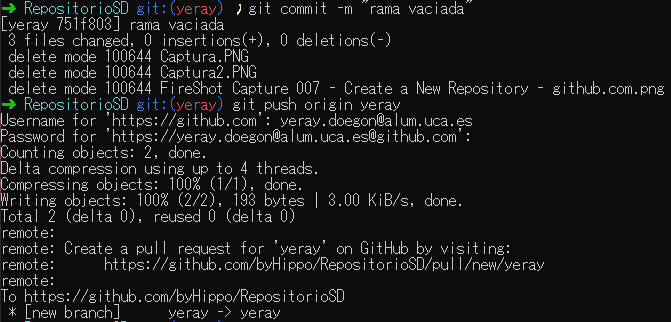 ➜ RepositorioSD git:(yeray) git commit -m "rama vaciada"
[yeray 751f803] rama vaciada
3 files changed, 0 insertions(+), 0 deletions(-)
delete mode 100644 Captura.PNG
delete mode 100644 Captura2.PNG
delete mode 100644 FireShot Capture 007 - Create a New Repository - github.com.png
➜ RepositorioSD git:(yeray) git push origin yeray
Username for 'https://github.com': yeray.doegon@alum.uca.es
Password for 'https://yeray.doegon@alum.uca.es@github.com':
Counting objects: 2, done.
Delta compression using up to 4 threads.
Compressing objects: 100% (1/1), done.
Writing objects: 100% (2/2), 193 bytes | 3.00 KiB/s, done.
Total 2 (delta 0), reused 0 (delta 0)
remote:
remote: Create a pull request for 'yeray' on GitHub by visiting:
remote:      https://github.com/byHippo/RepositorioSD/pull/new/yeray
remote:
To https://github.com/byHippo/RepositorioSD
* [new branch]      yeray -> yeray